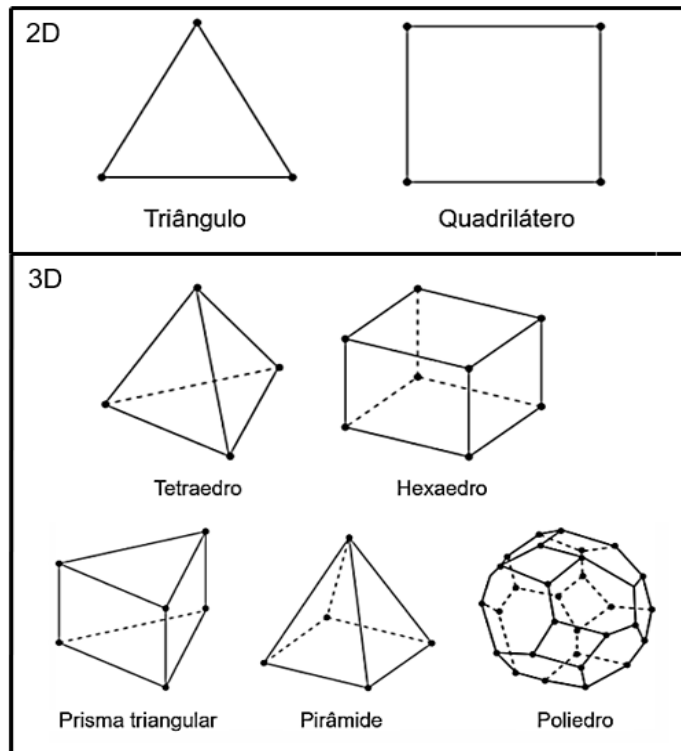 2D
Triângulo
Quadrilátero
3D
Tetraedro
Hexaedro
Prisma triangular
Pirâmide
Poliedro